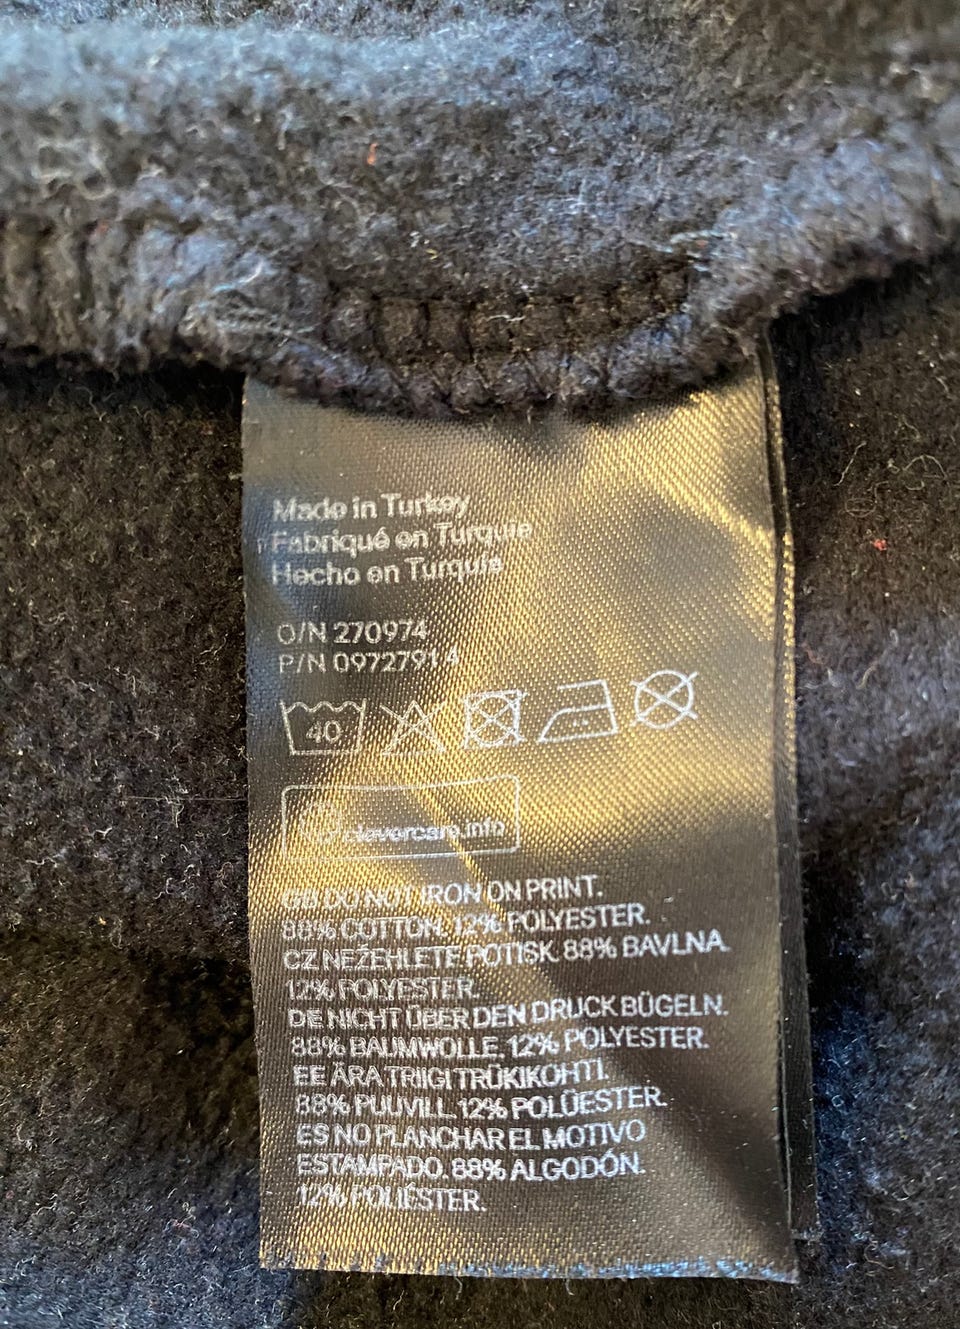 Made in Turkey
Fabriqué en Turquie
Hecho en Turquía
O/N 270974
P/N 09727914
40
clevercare.info
GB DO NOT IRON ON PRINT.
88% COTTON. 12% POLYESTER.
CZ NEŽEHLETE POTISK. 88% BAVLNA.
12% POLYESTER.
DE NICHT ÜBER DEN DRUCK BÜGELN.
88% BAUMWOLLE. 12% POLYESTER.
EE ÄRA TRIIGI TRÜKIKOHTI.
88% PUUVILL. 12% POLÜESTER.
ES NO PLANCHAR EL MOTIVO
ESTAMPADO. 88% ALGODÓN.
12% POLIÉSTER.